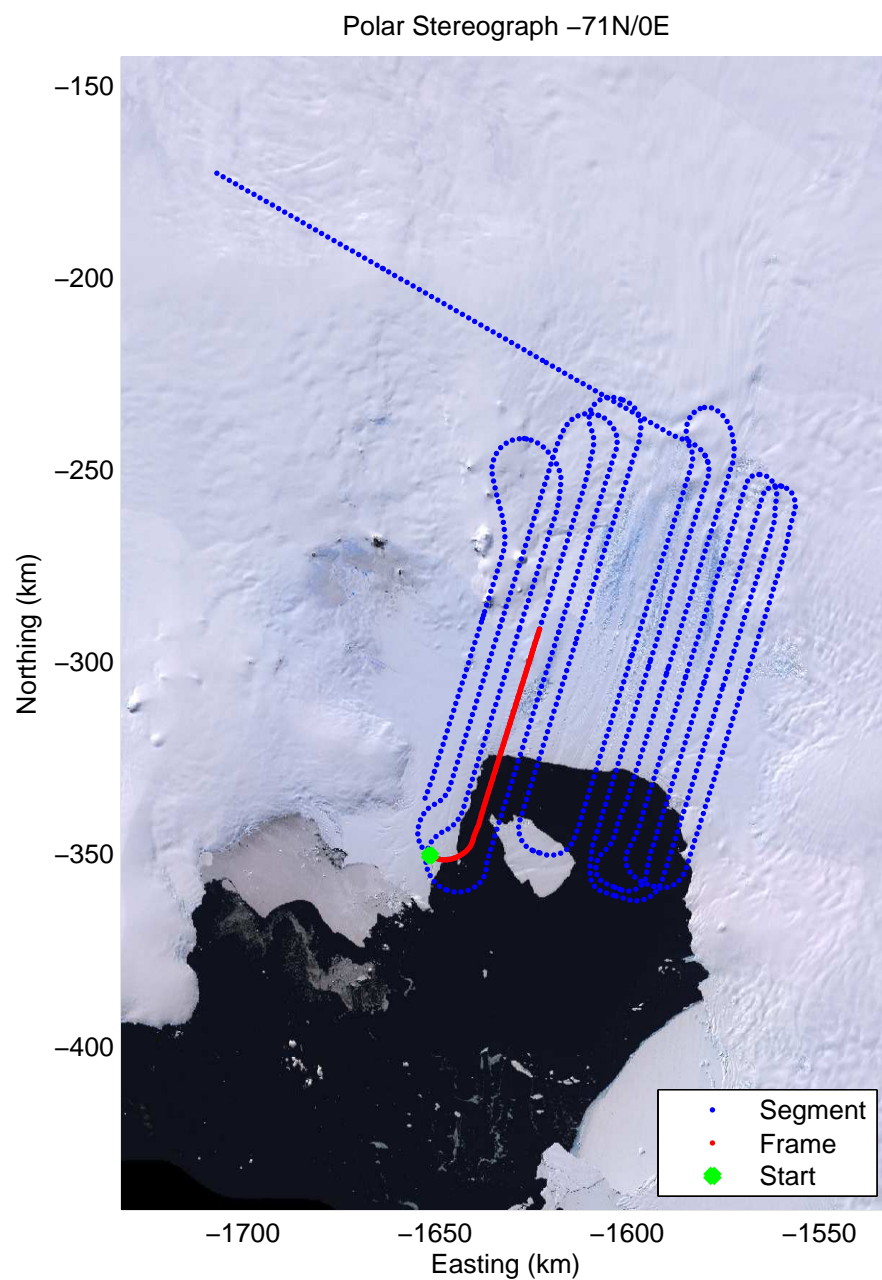 Polar Stereograph −71N/0E
−150
−200
−250
−300
−350
−400
Northing (km)
−1700
−1650
−1600
−1550
Easting (km)
Segment
Frame
Start